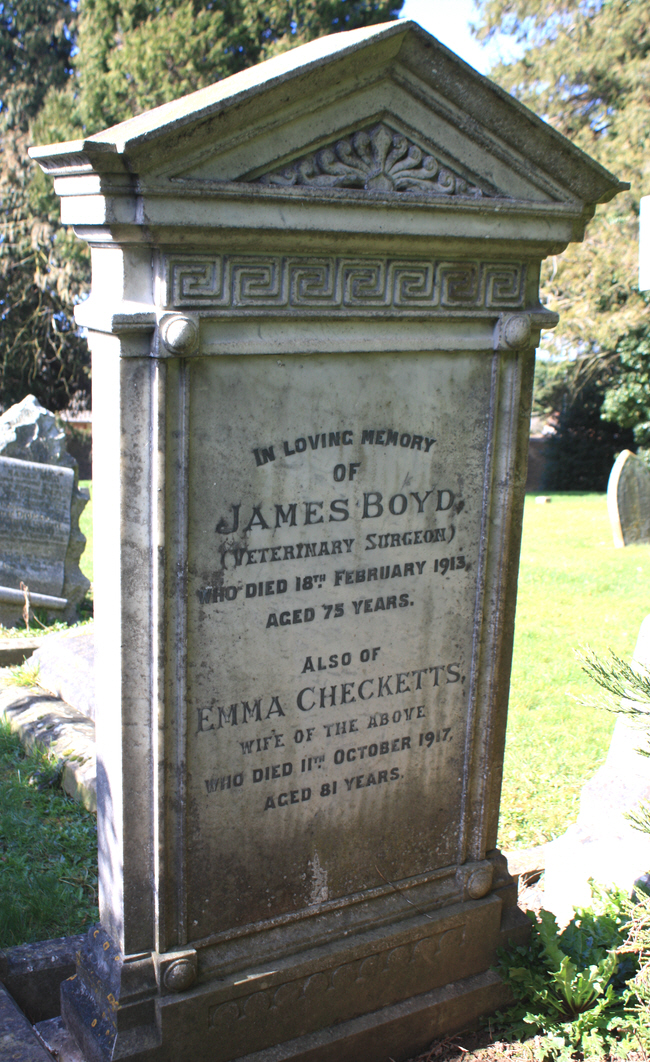 IN LOVING MEMORY
OF
JAMES BOYD,
(VETERINARY SURGEON)
WHO DIED 18TH FEBRUARY 1913,
AGED 75 YEARS.
ALSO OF
EMMA CHECKETTS,
WIFE OF THE ABOVE
WHO DIED 11TH OCTOBER 1917,
AGED 81 YEARS.